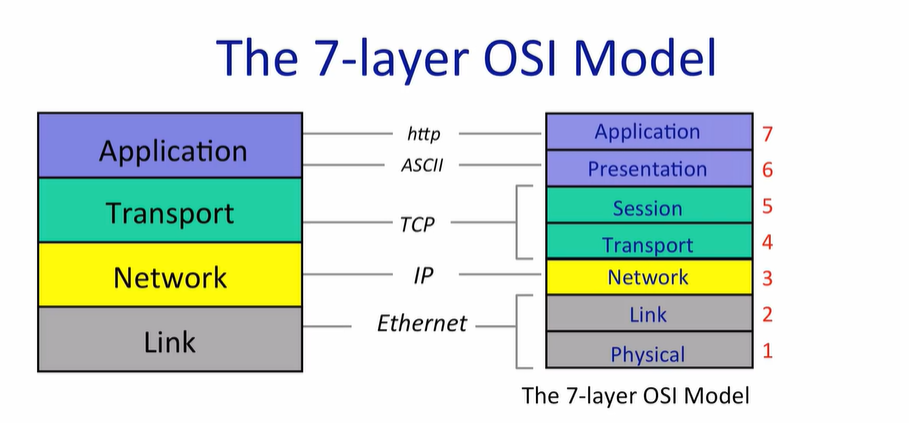 The 7-layer OSI Model
Application
Transport
Network
Link
http
ASCII
TCP
IP
Ethernet
Application 7
Presentation 6
Session 5
Transport 4
Network 3
Link 2
Physical 1
The 7-layer OSI Model